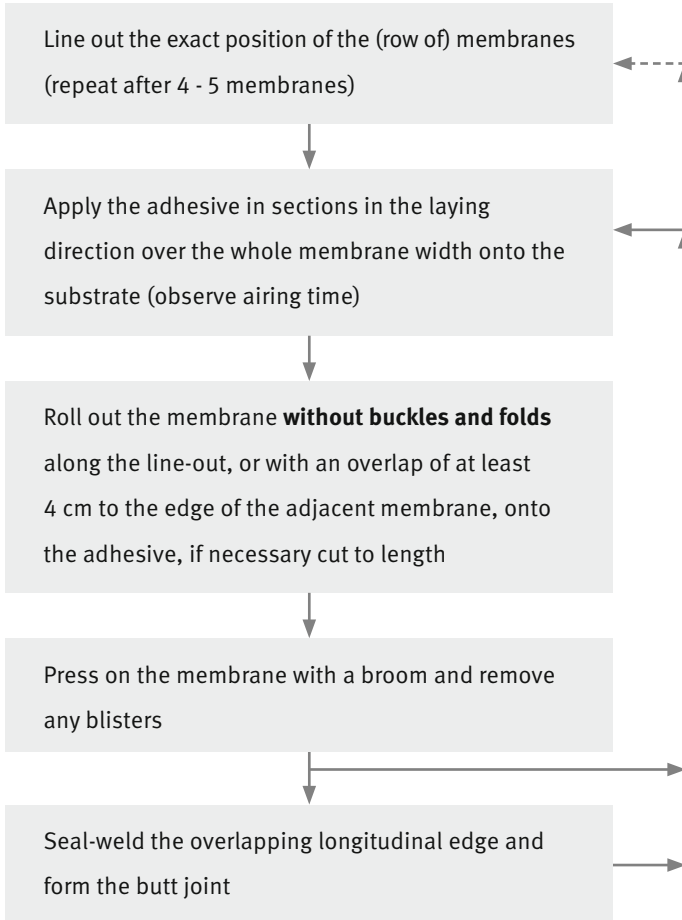 Line out the exact position of the (row of) membranes
(repeat after 4 - 5 membranes)
Apply the adhesive in sections in the laying
direction over the whole membrane width onto the
substrate (observe airing time)
Roll out the membrane without buckles and folds
along the line-out, or with an overlap of at least
4 cm to the edge of the adjacent membrane, onto
the adhesive, if necessary cut to length
Press on the membrane with a broom and remove
any blisters
Seal-weld the overlapping longitudinal edge and
form the butt joint